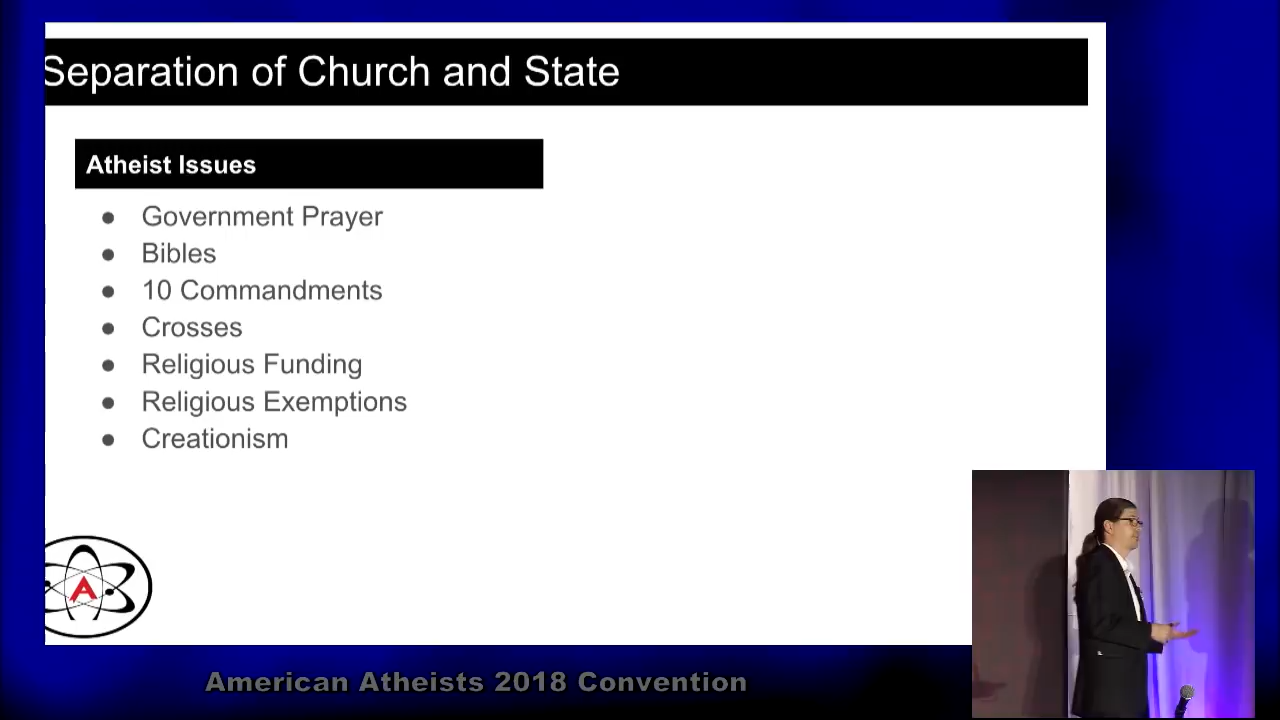 Separation of Church and State
Atheist Issues
● Government Prayer
● Bibles
● 10 Commandments
● Crosses
● Religious Funding
● Religious Exemptions
● Creationism
A
American Atheists 2018 Convention